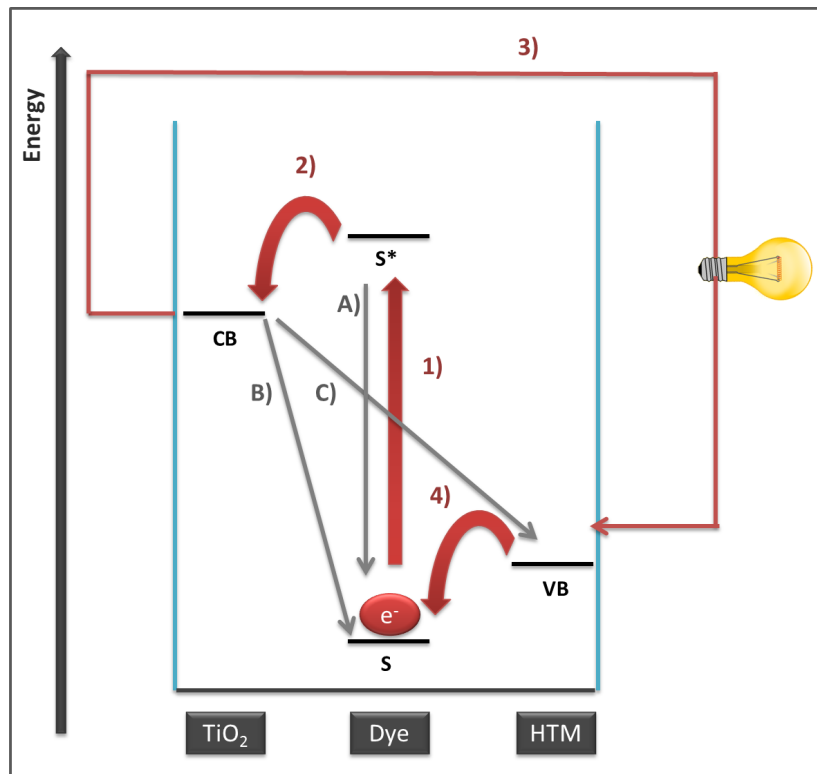 3)
Energy
2)
S*
A)
CB
1)
B)
C)
4)
VB
e⁻
S
TiO₂
Dye
HTM